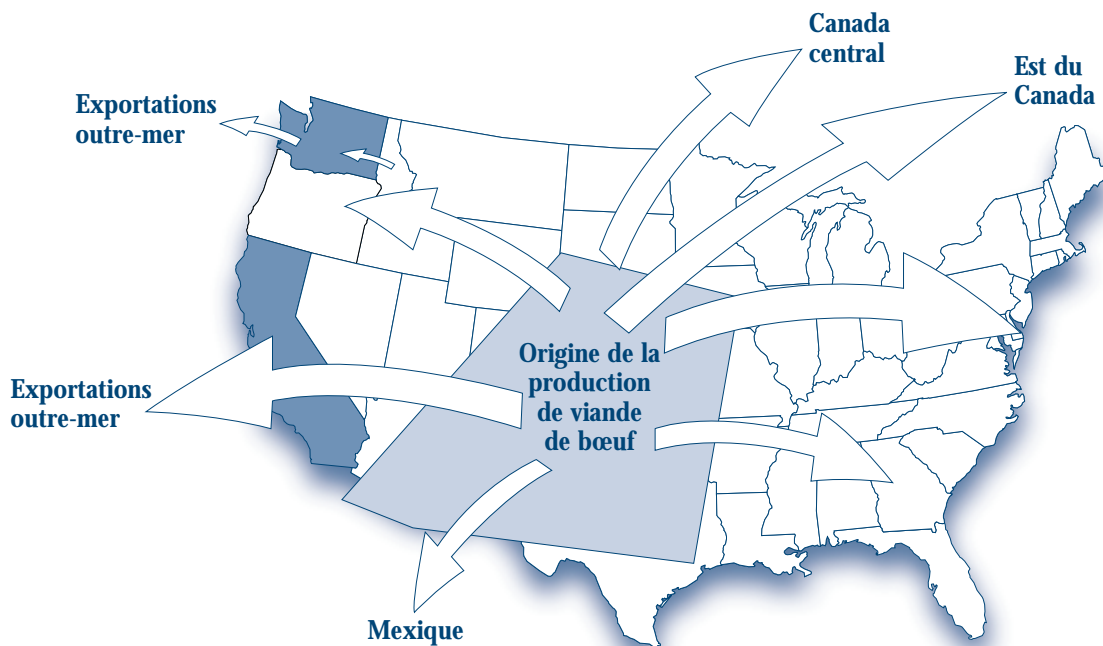 Canada
central
Est du
Canada
Exportations
outre-mer
Origine de la
production
de viande
de bœuf
Exportations
outre-mer
Mexique